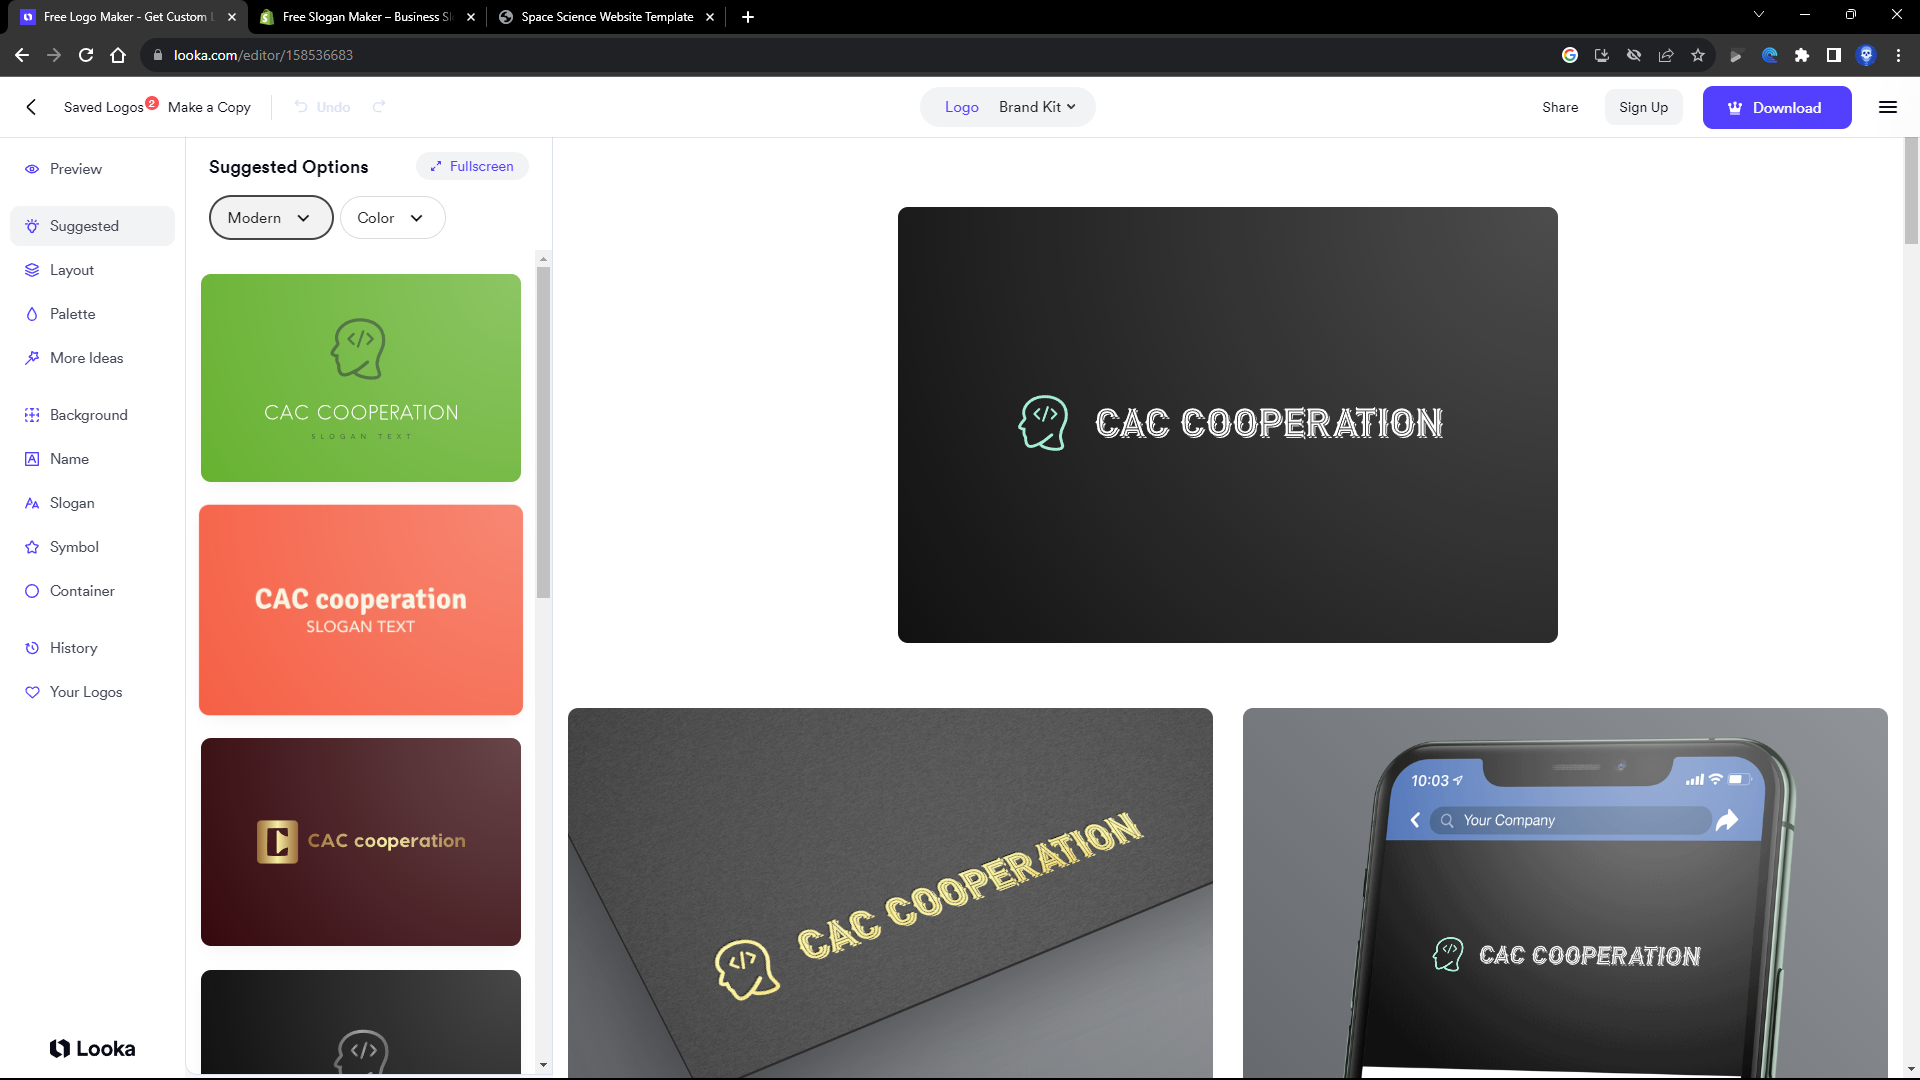 Free Logo Maker - Get Custom L
Free Slogan Maker – Business Sl
Space Science Website Template
looka.com/editor/158536683
Saved Logos 2
Make a Copy
Undo
Logo
Brand Kit
Share
Sign Up
Download
Preview
Suggested
Layout
Palette
More Ideas
Background
Name
Slogan
Symbol
Container
History
Your Logos
Looka
Suggested Options
Fullscreen
Modern
Color
CAC COOPERATION
SLOGAN TEXT
CAC cooperation
SLOGAN TEXT
CAC cooperation
CAC COOPERATION
CAC COOPERATION
10:03
Your Company
CAC COOPERATION